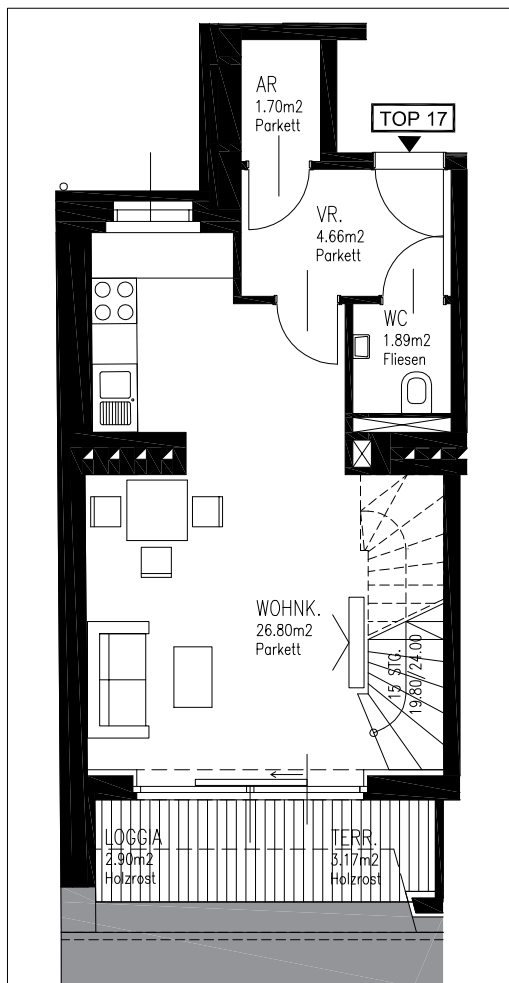 AR
1.70m2
Parkett
TOP 17
VR.
4.66m2
Parkett
WC
1.89m2
Fliesen
WOHNK.
26.80m2
Parkett
15 STG.
19.80/24.00
LOGGIA
2.90m2
Holzrost
TERR.
3.17m2
Holzrost